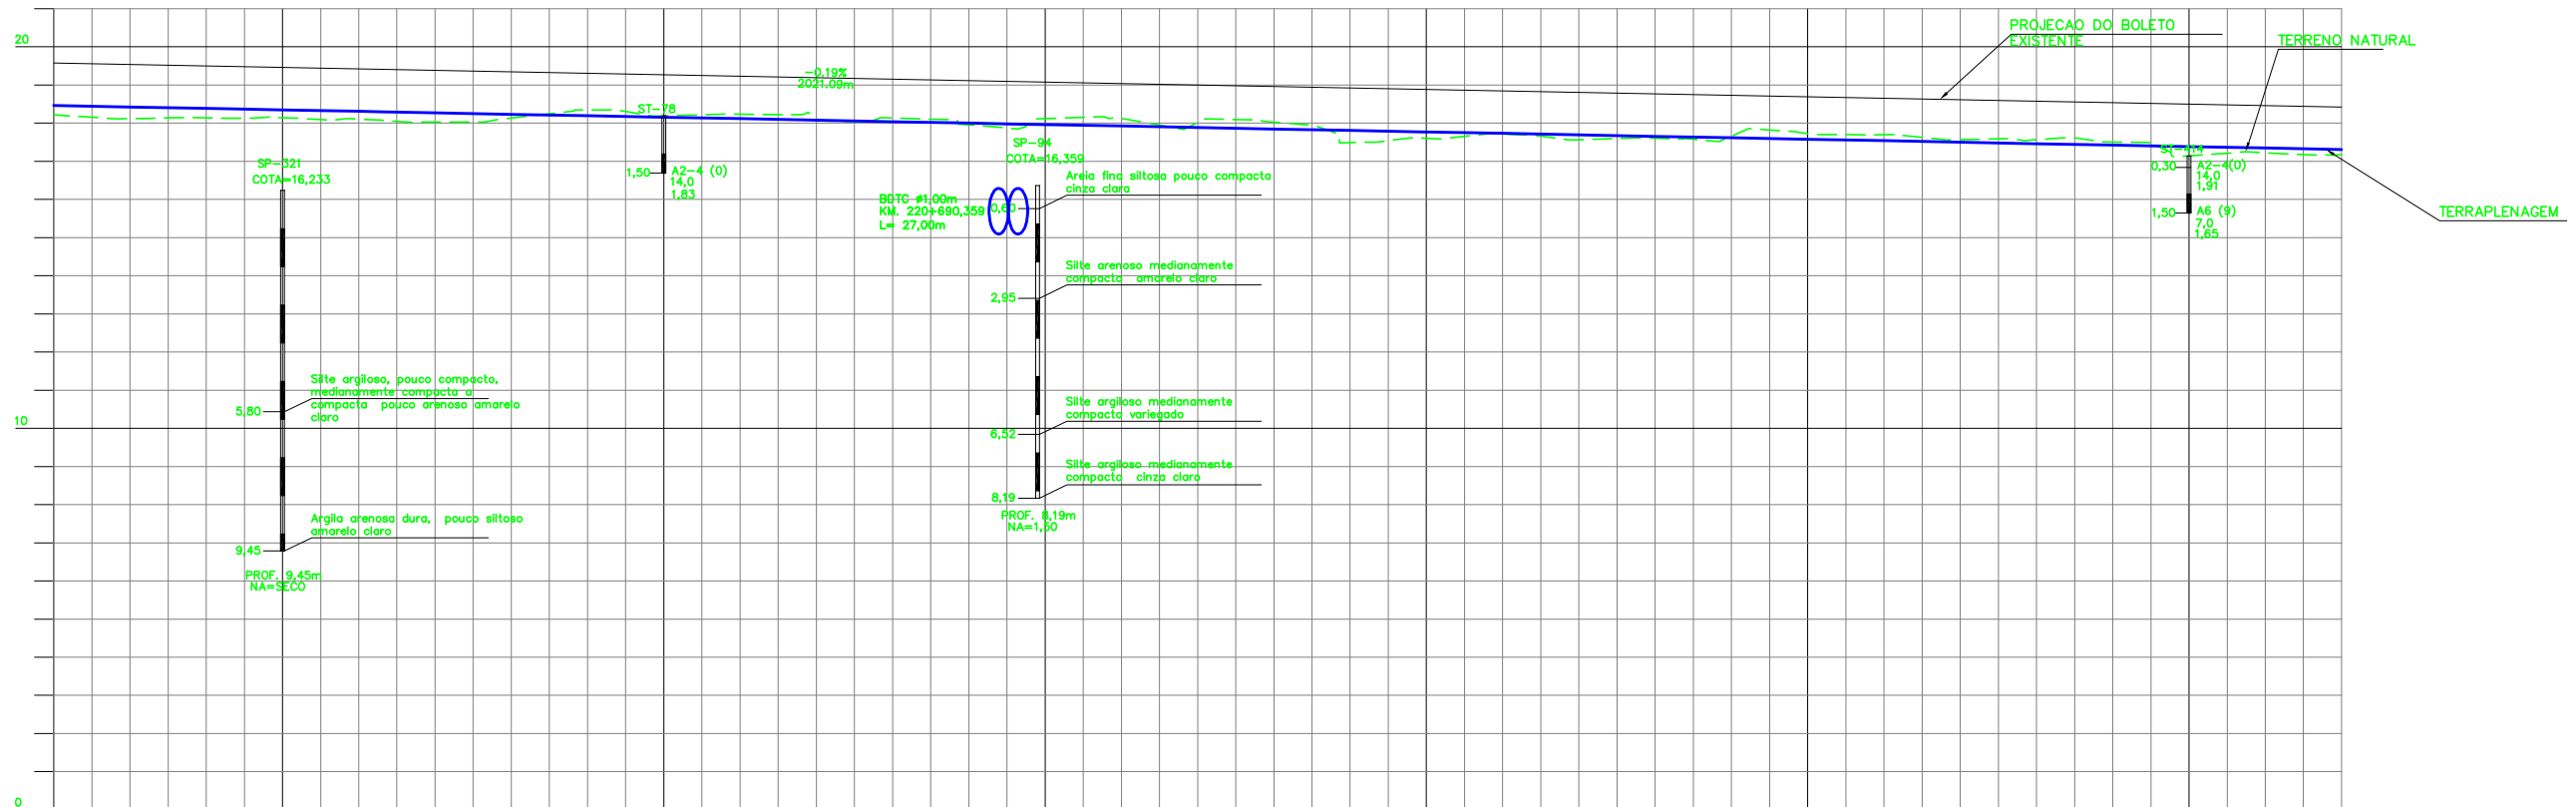 20
10
0
PROJECAO DO BOLETO
EXISTENTE
TERRENO NATURAL
TERRAPLENAGEM
-0.19%
2021.09m
SP-321
COTA=16,233
5,80
Silte argiloso, pouco compacto,
medianamente compacta a
compacta pouco arenoso amarelo
claro
9,45
Argila arenosa dura, pouco siltoso
amarelo claro
PROF. 9,45m
NA=SECO
ST-78
1,50
A2-4 (0)
14,0
1,83
BDTC ø1,00m
KM. 220+690,359
L= 27,00m
SP-94
COTA=16,359
0,60
Areia fina siltosa pouco compacta
cinza clara
2,95
Silte arenoso medianamente
compacto amarelo claro
6,52
Silte argiloso medianamente
compacto variegado
8,19
Silte argiloso medianamente
compacto cinza claro
PROF. 8,19m
NA=1,50
ST-414
0,30
A2-4(0)
14,0
1,91
1,50
A6 (9)
7,0
1,65